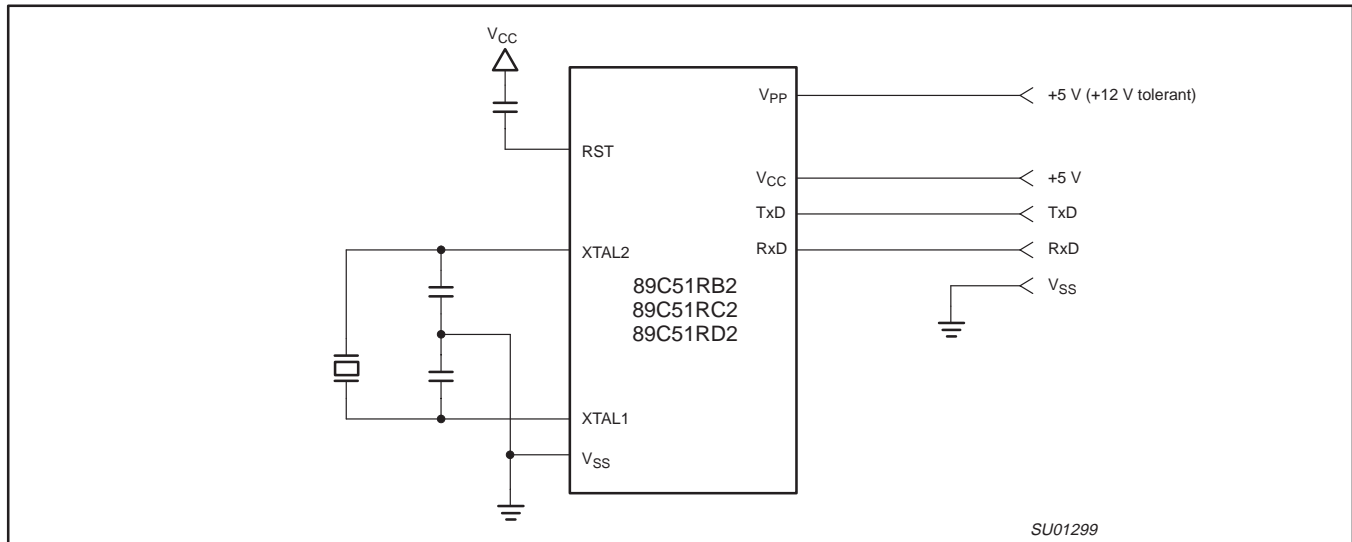 VCC
VPP
+5 V (+12 V tolerant)
RST
VCC
+5 V
TxD
TxD
XTAL2
RxD
RxD
89C51RB2
89C51RC2
89C51RD2
VSS
XTAL1
VSS
SU01299